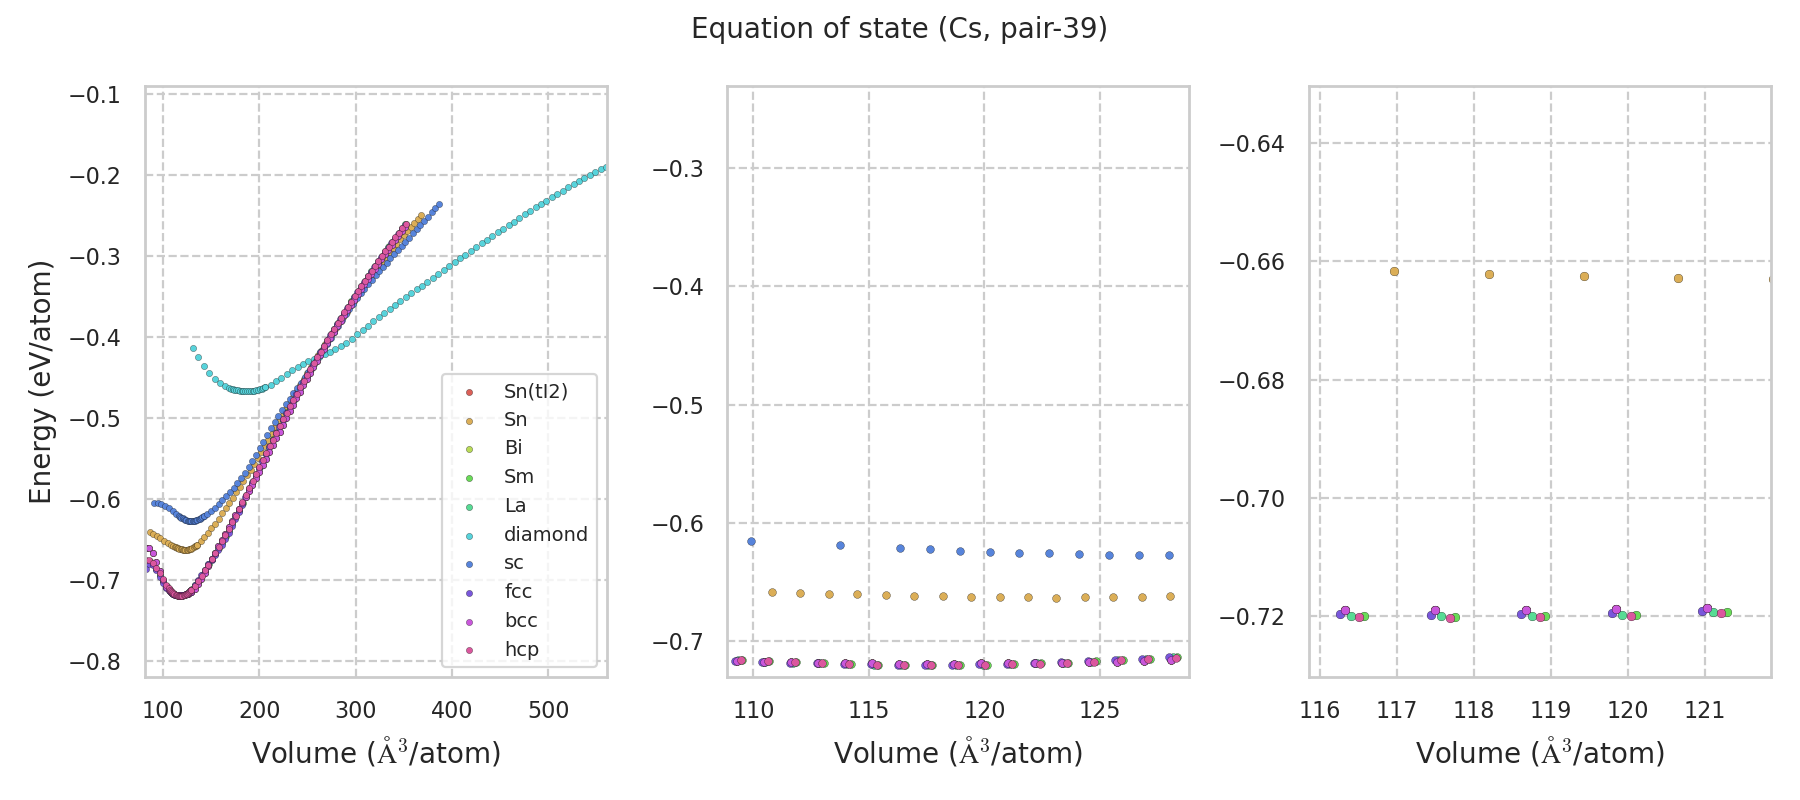 Equation of state (Cs, pair-39)
Energy (eV/atom)
−0.1
−0.2
−0.3
−0.4
−0.5
−0.6
−0.7
−0.8
100 200 300 400 500
Volume (Å³/atom)
Sn(tI2)
Sn
Bi
Sm
La
diamond
sc
fcc
bcc
hcp
−0.3
−0.4
−0.5
−0.6
−0.7
110 115 120 125
Volume (Å³/atom)
−0.64
−0.66
−0.68
−0.70
−0.72
116 117 118 119 120 121
Volume (Å³/atom)